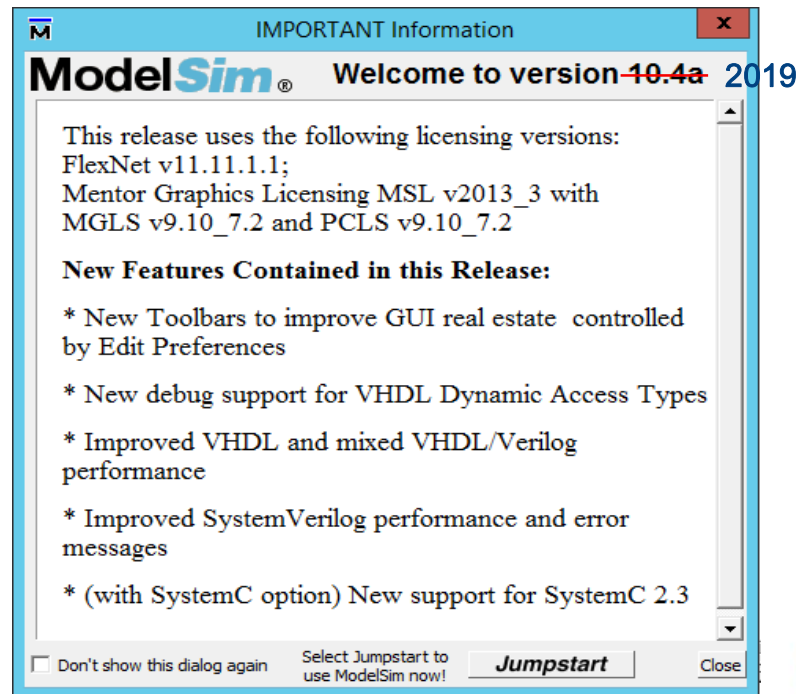 IMPORTANT Information
x
ModelSim® Welcome to version 10.4a 2019
This release uses the following licensing versions:
FlexNet v11.11.1.1;
Mentor Graphics Licensing MSL v2013_3 with
MGLS v9.10_7.2 and PCLS v9.10_7.2
New Features Contained in this Release:
* New Toolbars to improve GUI real estate controlled
by Edit Preferences
* New debug support for VHDL Dynamic Access Types
* Improved VHDL and mixed VHDL/Verilog
performance
* Improved SystemVerilog performance and error
messages
* (with SystemC option) New support for SystemC 2.3
Don't show this dialog again
Select Jumpstart to
use ModelSim now!
Jumpstart
Close